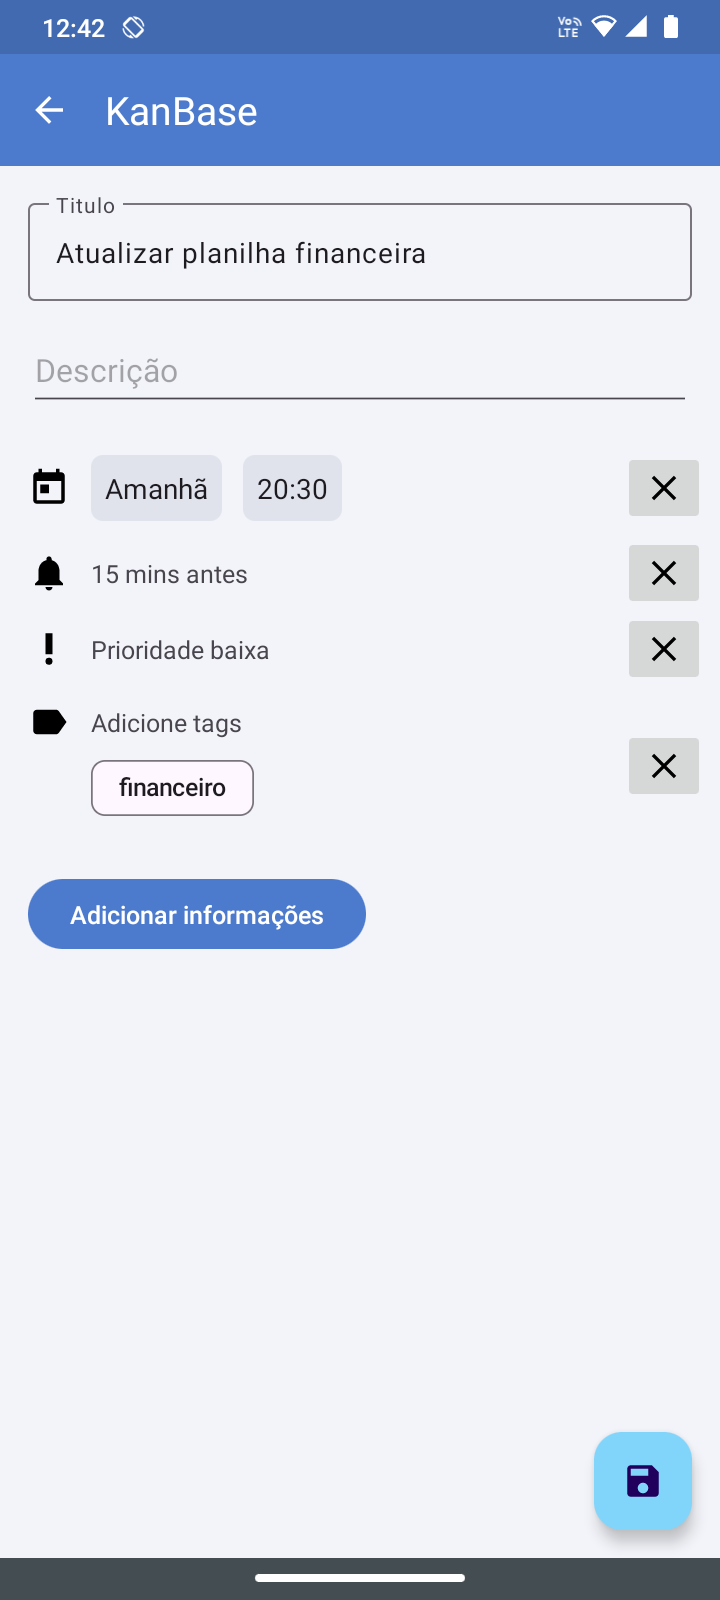 12:42
Vo LTE
KanBase
Titulo
Atualizar planilha financeira
Descrição
Amanhã 20:30
15 mins antes
Prioridade baixa
Adicione tags
financeiro
Adicionar informações